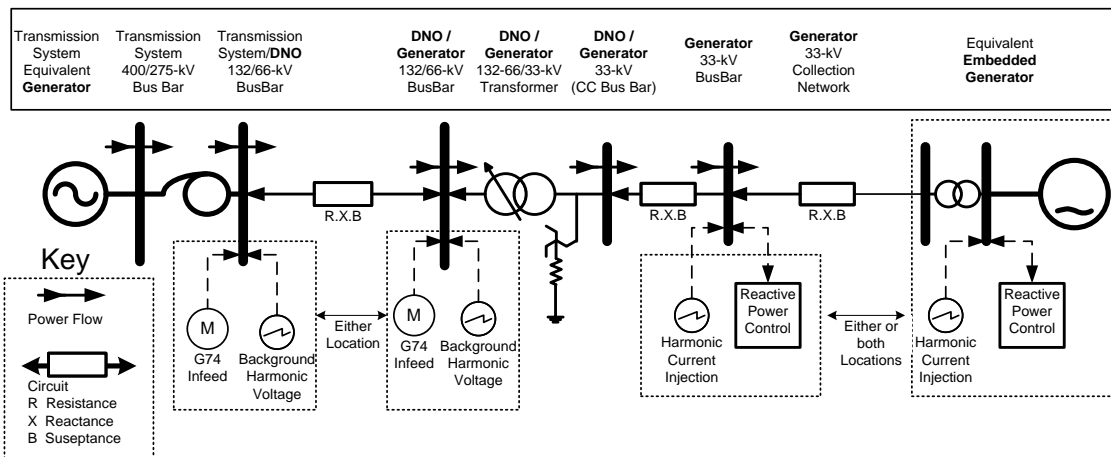 Transmission
System
Equivalent
Generator
Transmission
System
400/275-kV
Bus Bar
Transmission
System/DNO
132/66-kV
BusBar
DNO /
Generator
132/66-kV
BusBar
DNO /
Generator
132-66/33-kV
Transformer
DNO /
Generator
33-kV
(CC Bus Bar)
Generator
33-kV
BusBar
Generator
33-kV
Collection
Network
Equivalent
Embedded
Generator
R.X.B
R.X.B
R.X.B
Key
Power Flow
Circuit
R Resistance
X Reactance
B Suseptance
M
G74
Infeed
Background
Harmonic
Voltage
Either
Location
M
G74
Infeed
Background
Harmonic
Voltage
Harmonic
Current
Injection
Reactive
Power
Control
Either or
both
Locations
Harmonic
Current
Injection
Reactive
Power
Control